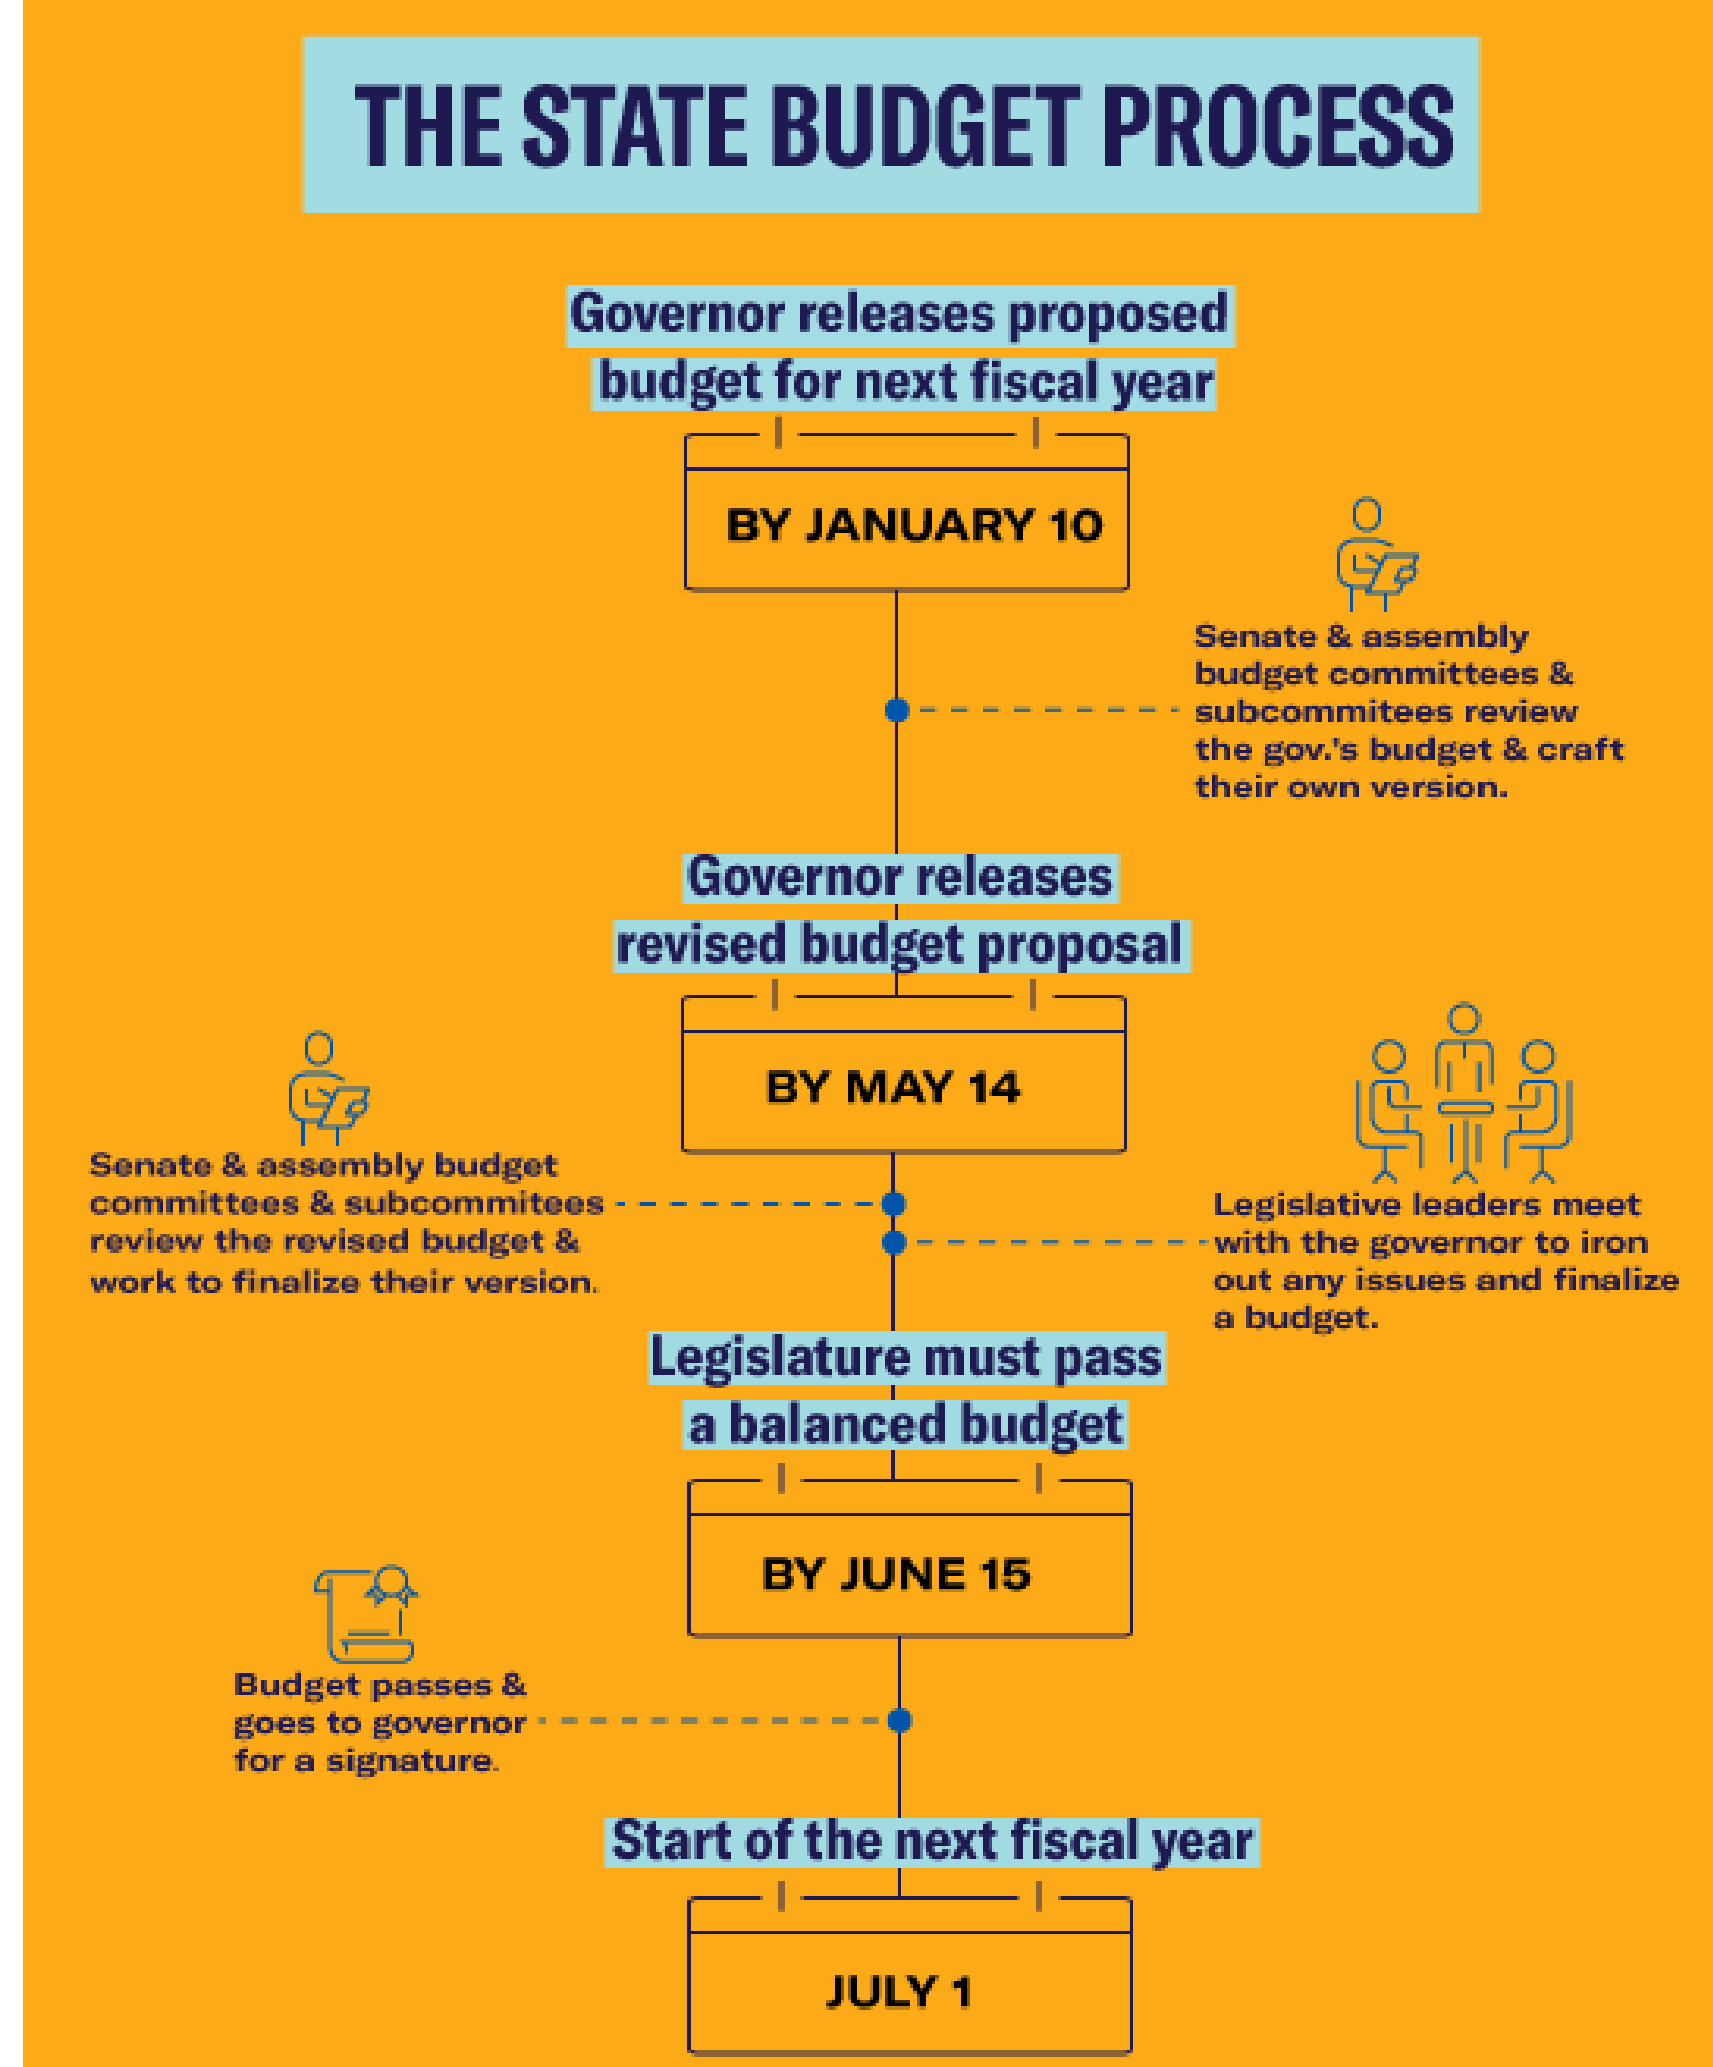 THE STATE BUDGET PROCESS
Governor releases proposed
budget for next fiscal year
BY JANUARY 10
Senate & assembly
budget committees &
subcommitees review
the gov.'s budget & craft
their own version.
Governor releases
revised budget proposal
BY MAY 14
Senate & assembly budget
committees & subcommitees
review the revised budget &
work to finalize their version.
Legislative leaders meet
with the governor to iron
out any issues and finalize
a budget.
Legislature must pass
a balanced budget
BY JUNE 15
Budget passes &
goes to governor
for a signature.
Start of the next fiscal year
JULY 1